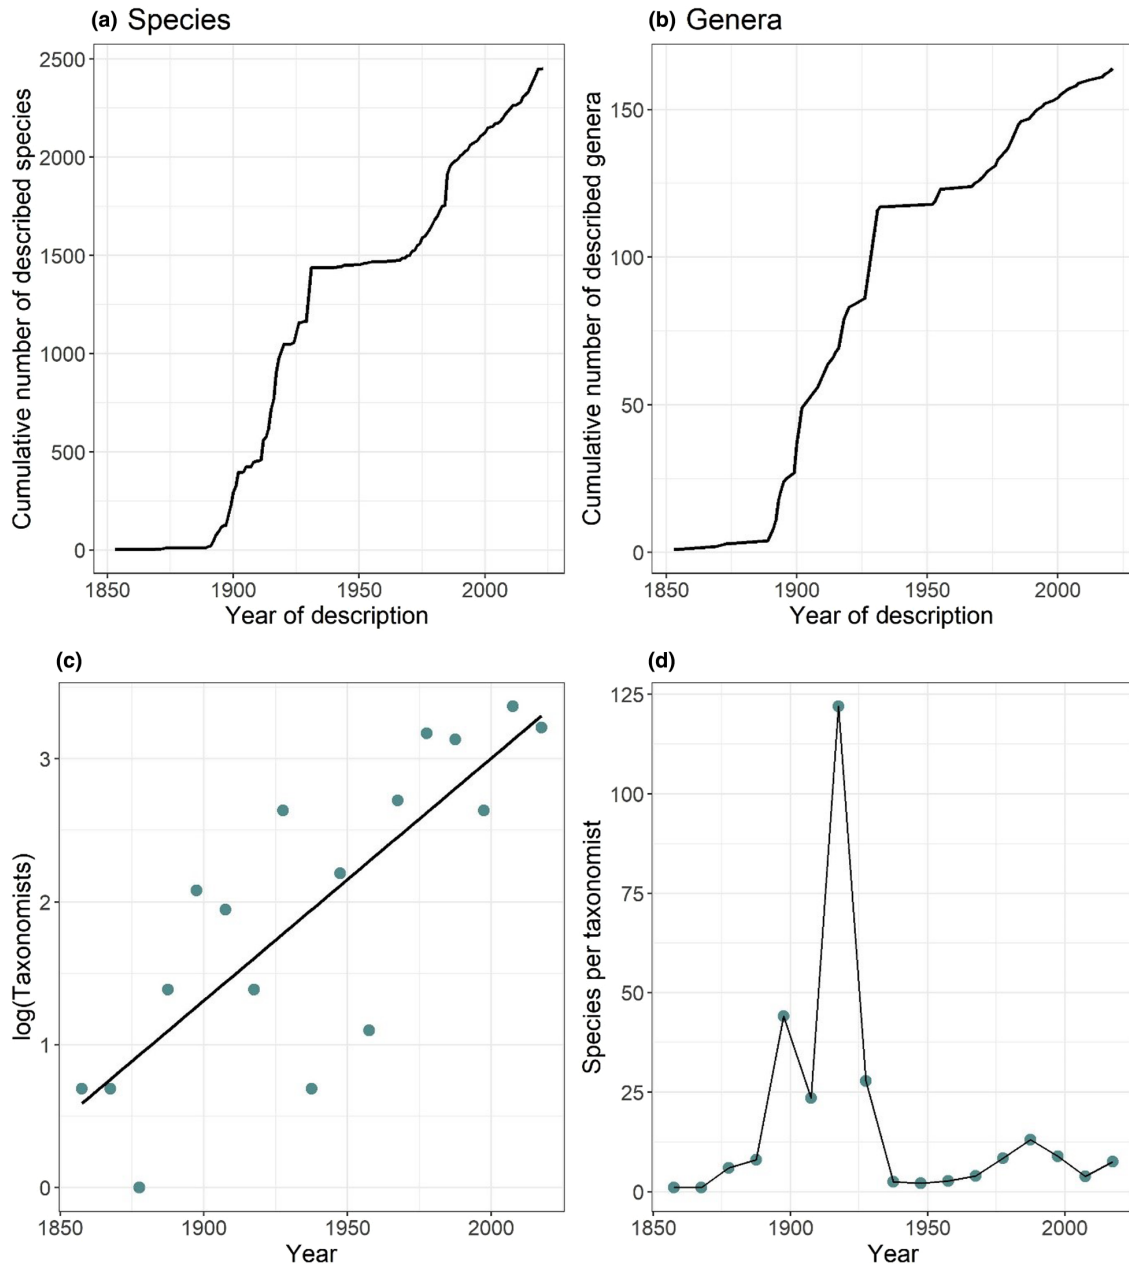 (a) Species
Cumulative number of described species
2500
2000
1500
1000
500
0
1850 1900 1950 2000
Year of description
(b) Genera
Cumulative number of described genera
150
100
50
0
1850 1900 1950 2000
Year of description
(c)
log(Taxonomists)
3
2
1
0
1850 1900 1950 2000
Year
(d)
Species per taxonomist
125
100
75
50
25
0
1850 1900 1950 2000
Year